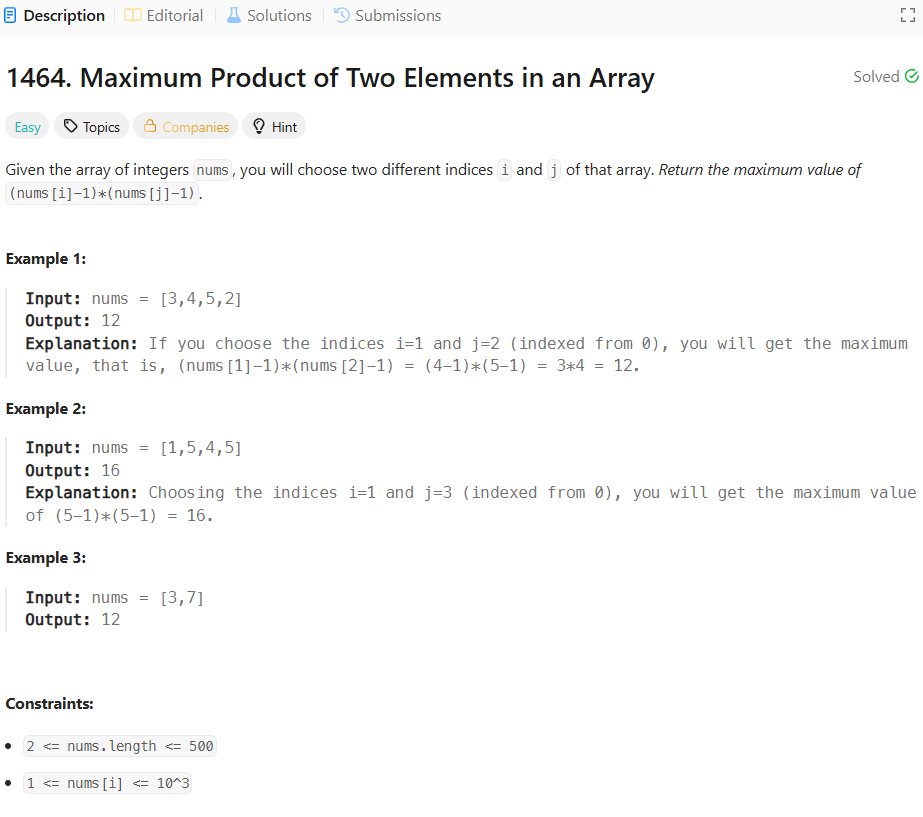 Description Editorial Solutions Submissions
1464. Maximum Product of Two Elements in an Array Solved
Easy Topics Companies Hint
Given the array of integers nums, you will choose two different indices i and j of that array. Return the maximum value of
(nums[i]-1)*(nums[j]-1).
Example 1:
Input: nums = [3,4,5,2]
Output: 12
Explanation: If you choose the indices i=1 and j=2 (indexed from 0), you will get the maximum
value, that is, (nums[1]-1)*(nums[2]-1) = (4-1)*(5-1) = 3*4 = 12.
Example 2:
Input: nums = [1,5,4,5]
Output: 16
Explanation: Choosing the indices i=1 and j=3 (indexed from 0), you will get the maximum value
of (5-1)*(5-1) = 16.
Example 3:
Input: nums = [3,7]
Output: 12
Constraints:
• 2 <= nums.length <= 500
• 1 <= nums[i] <= 10^3